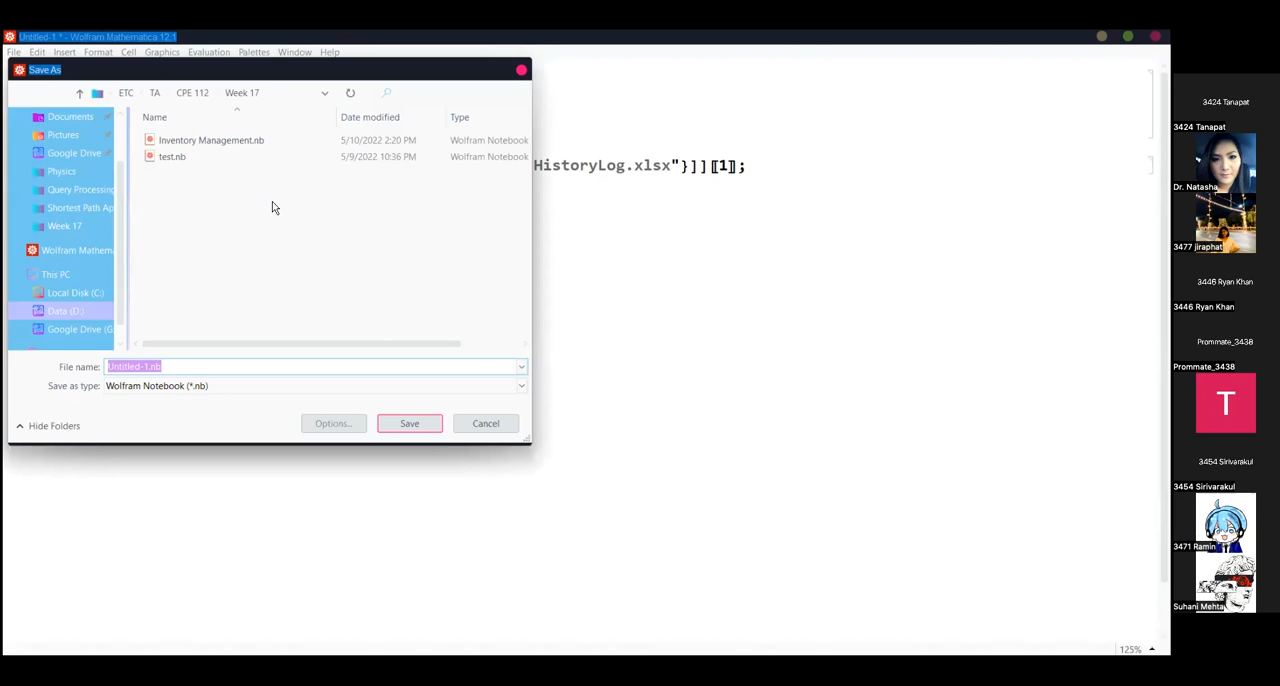 Untitled-1 * - Wolfram Mathematica 12.1
File Edit Insert Format Cell Graphics Evaluation Palettes Window Help
Save As
ETC TA CPE 112 Week 17
Name Date modified Type
Documents
Pictures
Google Drive
Physics
Query Processing
Shortest Path Ap
Week 17
Wolfram Mathema
This PC
Local Disk (C:)
Data (D:)
Google Drive (G:
Inventory Management.nb 5/10/2022 2:20 PM Wolfram Notebook
test.nb 5/9/2022 10:36 PM Wolfram Notebook
File name: Untitled-1.nb
Save as type: Wolfram Notebook (*.nb)
Hide Folders
Options... Save Cancel
HistoryLog.xlsx"}]]〚1〛;
125%
3424 Tanapat
3424 Tanapat
Dr. Natasha
3477 jiraphat
3446 Ryan Khan
3446 Ryan Khan
Prommate_3438
Prommate_3438
T
3454 Sirivarakul
3454 Sirivarakul
3471 Ramin
Suhani Mehta